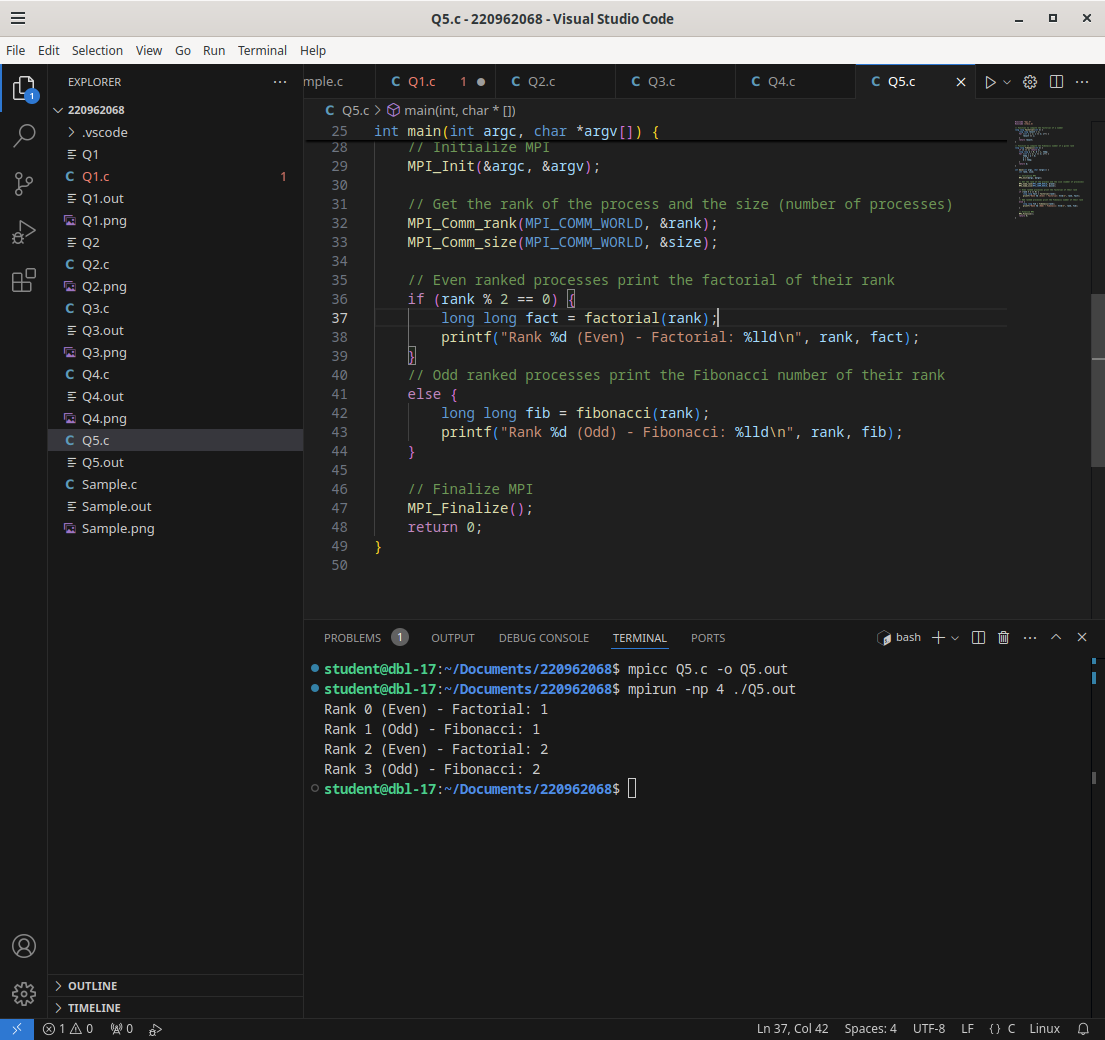 Q5.c - 220962068 - Visual Studio Code
File Edit Selection View Go Run Terminal Help
EXPLORER
mple.c Q1.c 1 Q2.c Q3.c Q4.c Q5.c
220962068
.vscode
Q1
Q1.c 1
Q1.out
Q1.png
Q2
Q2.c
Q2.png
Q3.c
Q3.out
Q3.png
Q4.c
Q4.out
Q4.png
Q5.c
Q5.out
Sample.c
Sample.out
Sample.png
OUTLINE
TIMELINE
1
Q5.c > main(int, char * [])
25 int main(int argc, char *argv[]) {
28 // Initialize MPI
29 MPI_Init(&argc, &argv);
30
31 // Get the rank of the process and the size (number of processes)
32 MPI_Comm_rank(MPI_COMM_WORLD, &rank);
33 MPI_Comm_size(MPI_COMM_WORLD, &size);
34
35 // Even ranked processes print the factorial of their rank
36 if (rank % 2 == 0) {
37 long long fact = factorial(rank);
38 printf("Rank %d (Even) - Factorial: %lld\n", rank, fact);
39 }
40 // Odd ranked processes print the Fibonacci number of their rank
41 else {
42 long long fib = fibonacci(rank);
43 printf("Rank %d (Odd) - Fibonacci: %lld\n", rank, fib);
44 }
45
46 // Finalize MPI
47 MPI_Finalize();
48 return 0;
49 }
50
PROBLEMS 1 OUTPUT DEBUG CONSOLE TERMINAL PORTS bash
student@dbl-17:~/Documents/220962068$ mpicc Q5.c -o Q5.out
student@dbl-17:~/Documents/220962068$ mpirun -np 4 ./Q5.out
Rank 0 (Even) - Factorial: 1
Rank 1 (Odd) - Fibonacci: 1
Rank 2 (Even) - Factorial: 2
Rank 3 (Odd) - Fibonacci: 2
student@dbl-17:~/Documents/220962068$
1 0 0 Ln 37, Col 42 Spaces: 4 UTF-8 LF {} C Linux